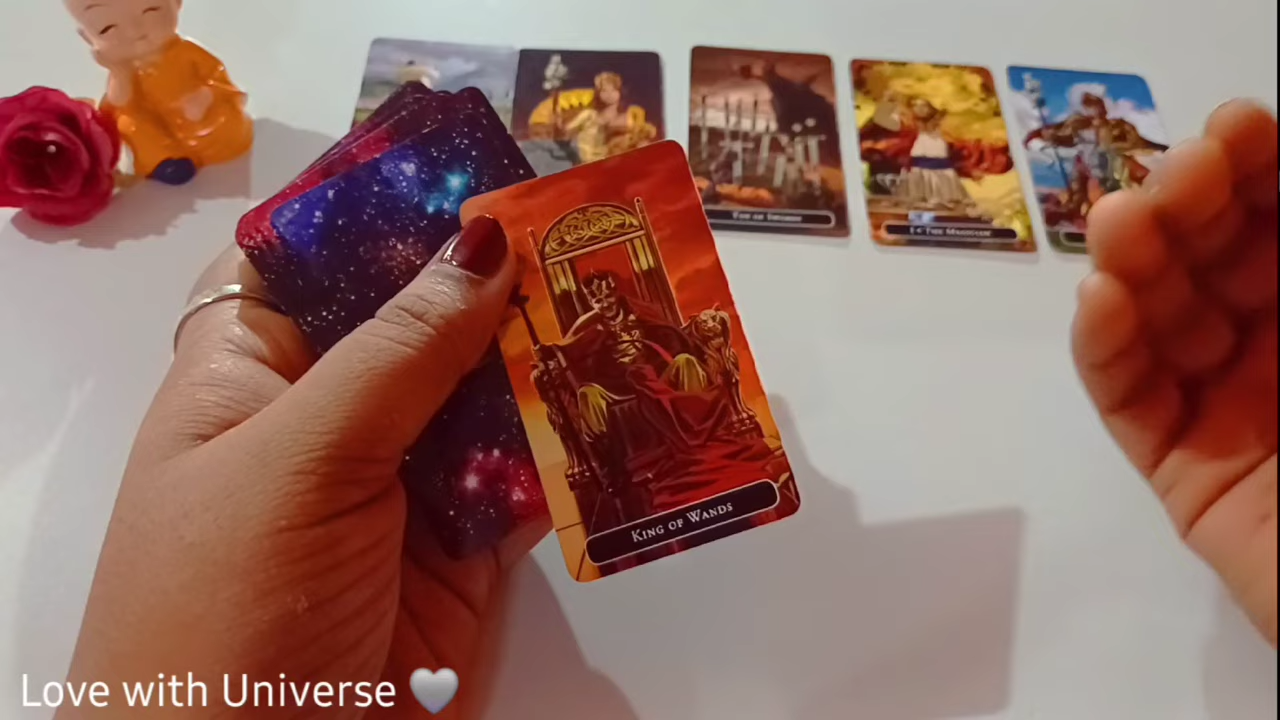 Ten of Swords
I • The Magician
King of Wands
Love with Universe 🤍